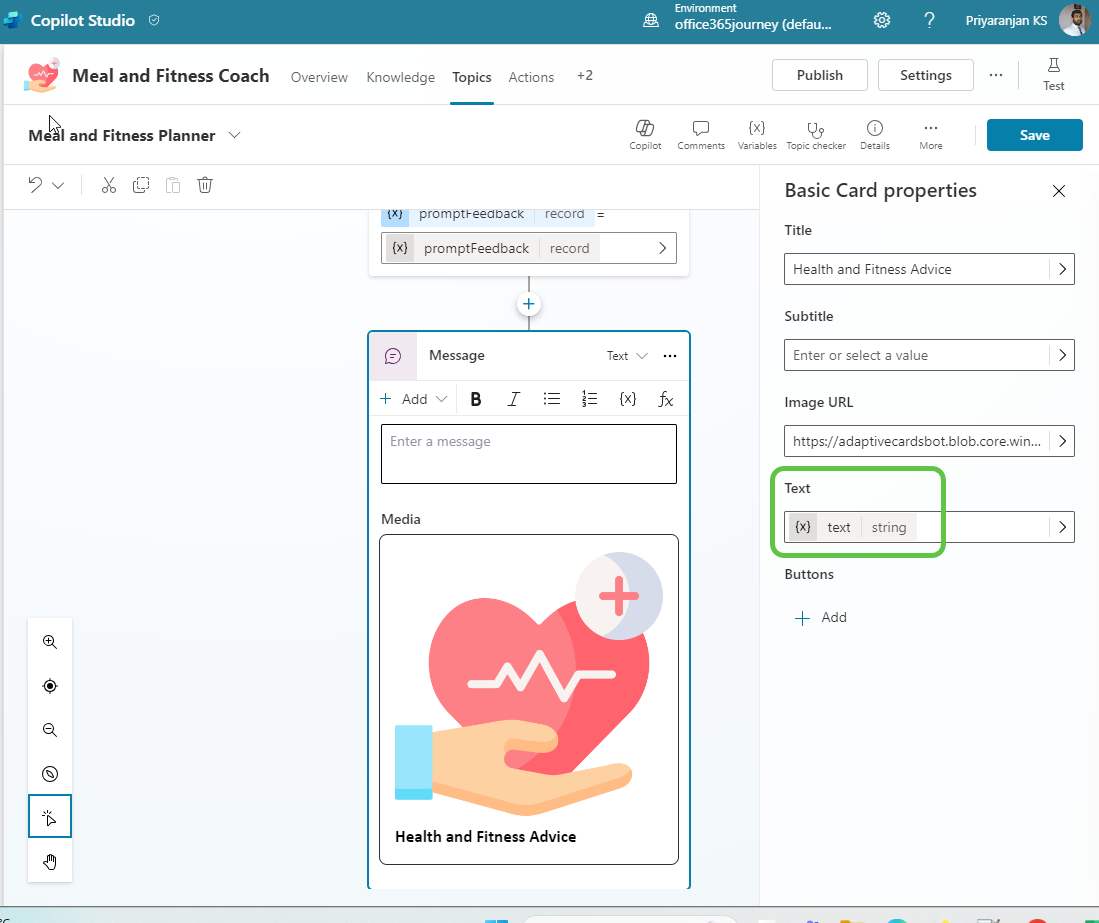 Copilot Studio
Environment
office365journey (defau...
?
Priyaranjan KS
Meal and Fitness Coach
Overview
Knowledge
Topics
Actions
+2
Publish
Settings
...
Test
Meal and Fitness Planner
Copilot
Comments
{x}
Variables
Topic checker
Details
More
Save
{x} promptFeedback record =
{x} promptFeedback record
Message
Text
+ Add
B
I
{x}
fx
Enter a message
Media
Health and Fitness Advice
Basic Card properties
Title
Health and Fitness Advice
Subtitle
Enter or select a value
Image URL
https://adaptivecardsbot.blob.core.win...
Text
{x} text string
Buttons
+ Add